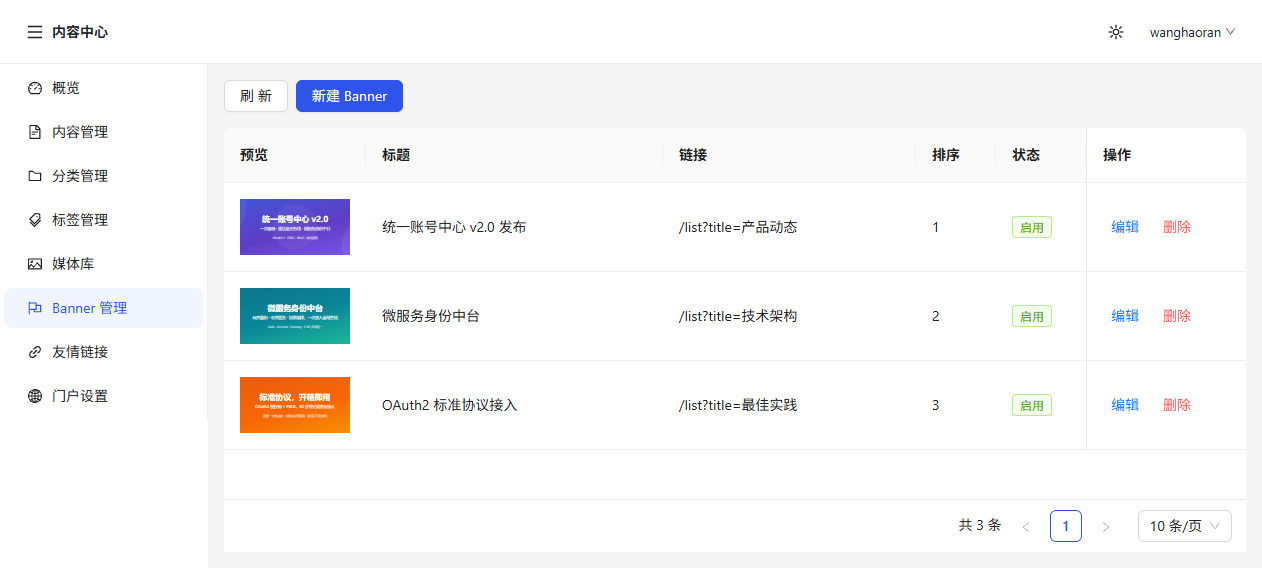 内容中心
wanghaoran
概览
内容管理
分类管理
标签管理
媒体库
Banner 管理
友情链接
门户设置
刷 新
新建 Banner
预览 标题 链接 排序 状态 操作
统一账号中心 v2.0
统一账号中心 v2.0 发布 /list?title=产品动态 1 启用 编辑 删除
微服务身份中台
微服务身份中台 /list?title=技术架构 2 启用 编辑 删除
标准协议，开箱即用
OAuth2 标准协议接入 /list?title=最佳实践 3 启用 编辑 删除
共 3 条 1 10 条/页